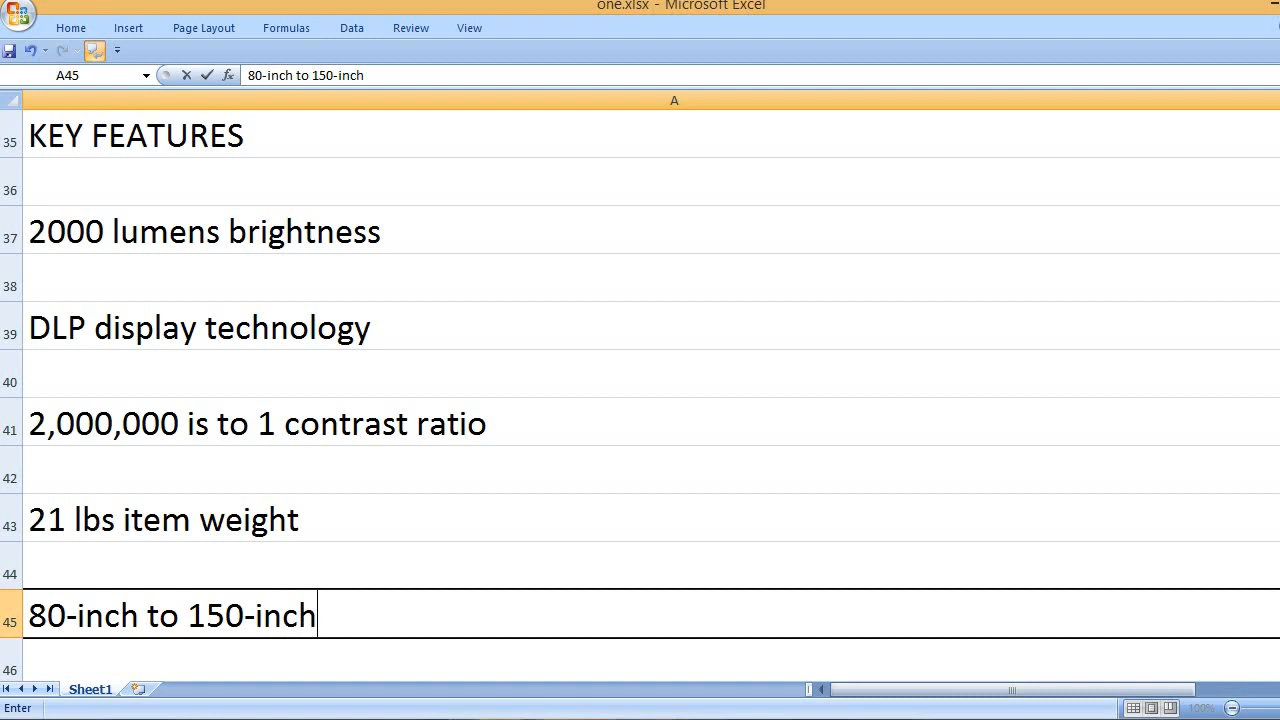 one.xlsx - Microsoft Excel
Home Insert Page Layout Formulas Data Review View
A45 fx 80-inch to 150-inch
A
35 KEY FEATURES
36
37 2000 lumens brightness
38
39 DLP display technology
40
41 2,000,000 is to 1 contrast ratio
42
43 21 lbs item weight
44
45 80-inch to 150-inch
46
Sheet1
Enter 100%